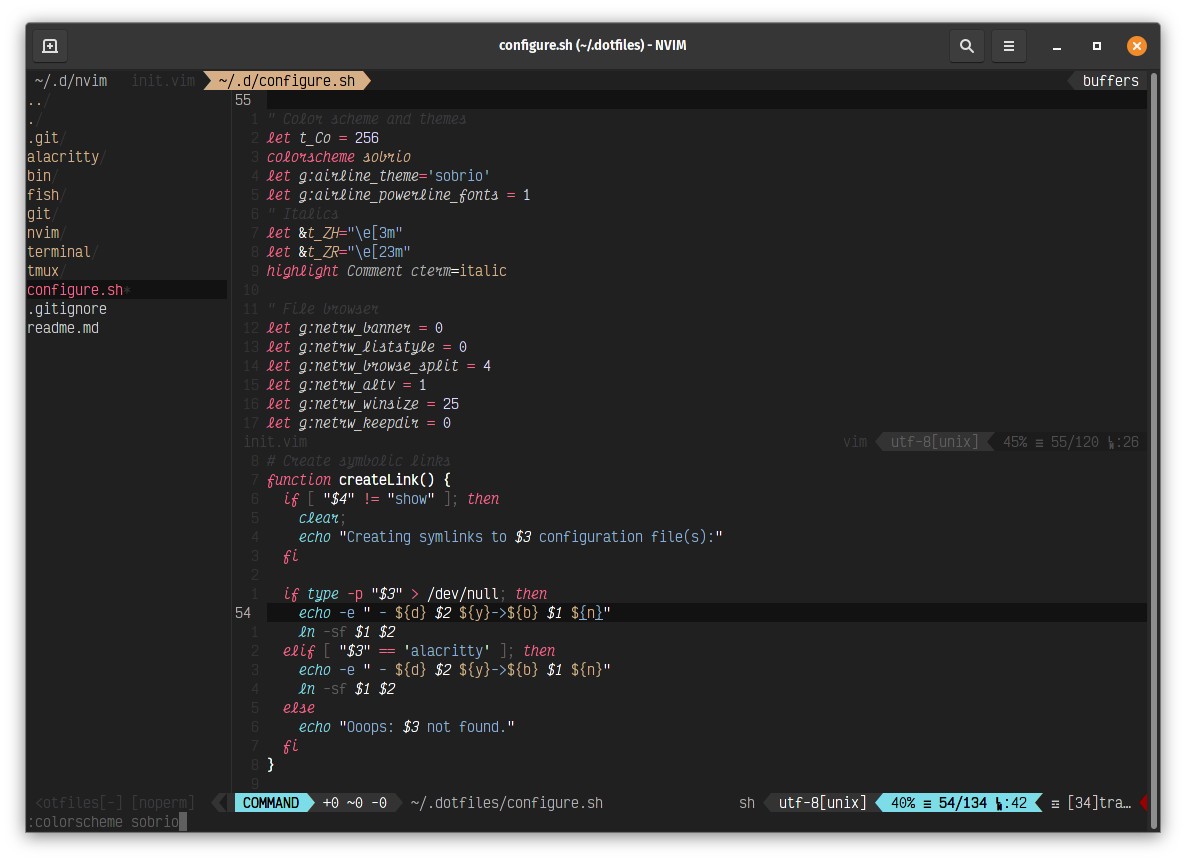 configure.sh (~/.dotfiles) - NVIM
~/.d/nvim init.vim ~/.d/configure.sh buffers
../
./
.git/
alacritty/
bin/
fish/
git/
nvim/
terminal/
tmux/
configure.sh*
.gitignore
readme.md
55
1 " Color scheme and themes
2 let t_Co = 256
3 colorscheme sobrio
4 let g:airline_theme='sobrio'
5 let g:airline_powerline_fonts = 1
6 " Italics
7 let &t_ZH="\e[3m"
8 let &t_ZR="\e[23m"
9 highlight Comment cterm=italic
10
11 " File browser
12 let g:netrw_banner = 0
13 let g:netrw_liststyle = 0
14 let g:netrw_browse_split = 4
15 let g:netrw_altv = 1
16 let g:netrw_winsize = 25
17 let g:netrw_keepdir = 0
init.vim vim utf-8[unix] 45% ≡ 55/120 :26
8 # Create symbolic links
7 function createLink() {
6 if [ "$4" != "show" ]; then
5 clear;
4 echo "Creating symlinks to $3 configuration file(s):"
3 fi
2
1 if type -p "$3" > /dev/null; then
54 echo -e " - ${d} $2 ${y}->${b} $1 ${n}"
1 ln -sf $1 $2
2 elif [ "$3" == 'alacritty' ]; then
3 echo -e " - ${d} $2 ${y}->${b} $1 ${n}"
4 ln -sf $1 $2
5 else
6 echo "Ooops: $3 not found."
7 fi
8 }
9
<otfiles[-] [noperm] COMMAND +0 ~0 -0 ~/.dotfiles/configure.sh sh utf-8[unix] 40% ≡ 54/134 :42 [34]tra…
:colorscheme sobrio